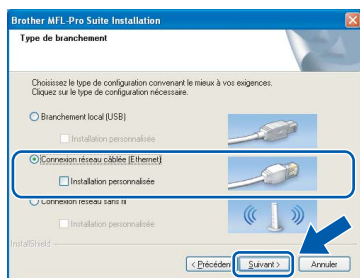 Brother MFL-Pro Suite Installation
Type de branchement
Choisissez le type de configuration convenant le mieux à vos exigences.
Cliquez sur le type de configuration nécessaire.
Branchement local (USB)
Installation personnalisée
Connexion réseau câblée (Ethernet)
Installation personnalisée
Connexion réseau sans fil
Installation personnalisée
InstallShield
< Précédent
Suivant >
Annuler